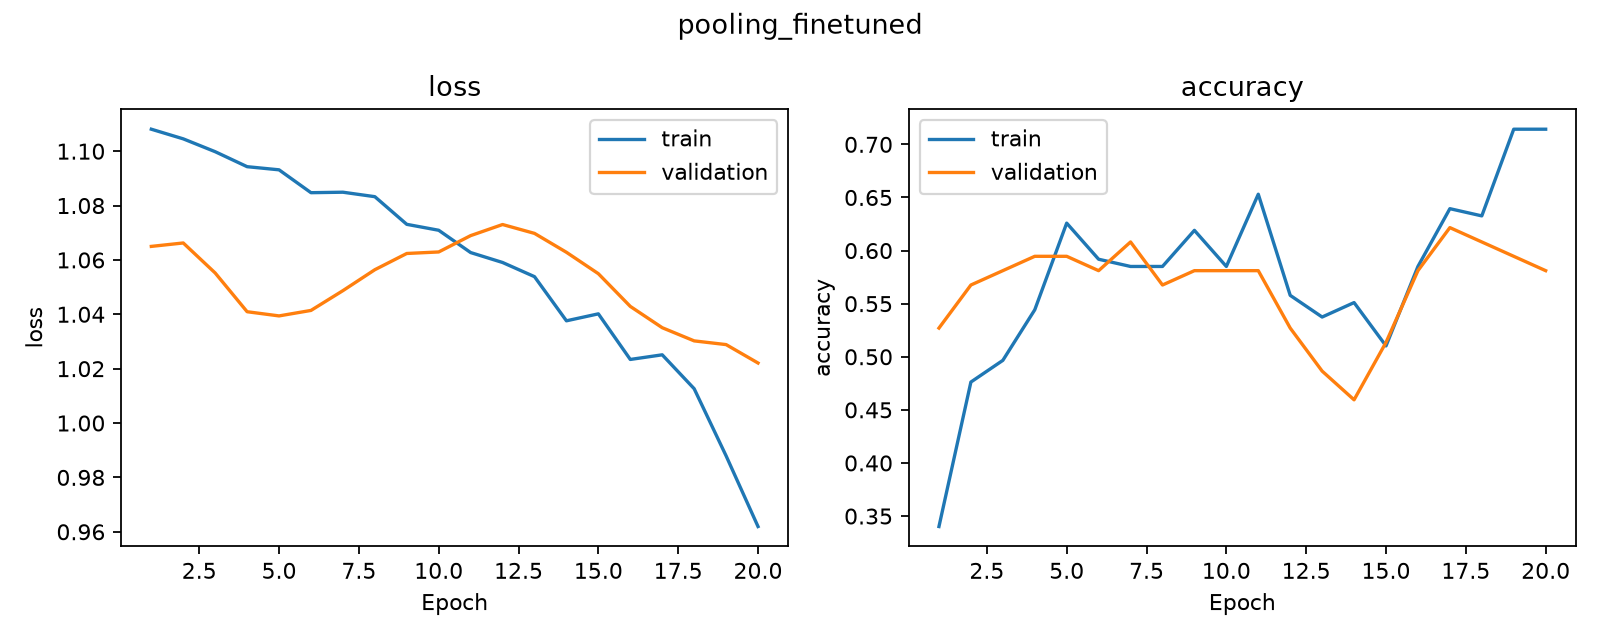 pooling_finetuned
loss
train
validation
1.10
1.08
1.06
1.04
1.02
1.00
0.98
0.96
loss
2.5 5.0 7.5 10.0 12.5 15.0 17.5 20.0
Epoch
accuracy
train
validation
0.70
0.65
0.60
0.55
0.50
0.45
0.40
0.35
accuracy
2.5 5.0 7.5 10.0 12.5 15.0 17.5 20.0
Epoch